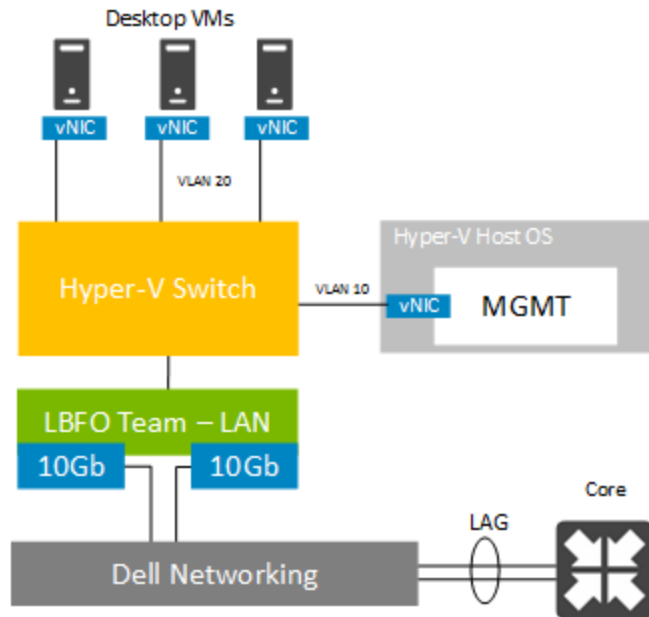 Desktop VMs
vNIC vNIC vNIC
VLAN 20
Hyper-V Host OS
Hyper-V Switch
VLAN 10
vNIC
MGMT
LBFO Team – LAN
10Gb 10Gb
Core
LAG
Dell Networking